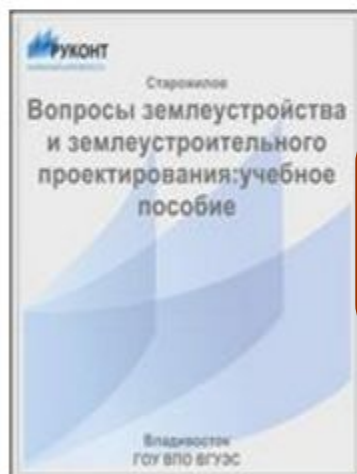 РУКОНТ
Старожилов
Вопросы землеустройства
и землеустроительного
проектирования:учебное
пособие
Владивосток
ГОУ ВПО ВГУЭС